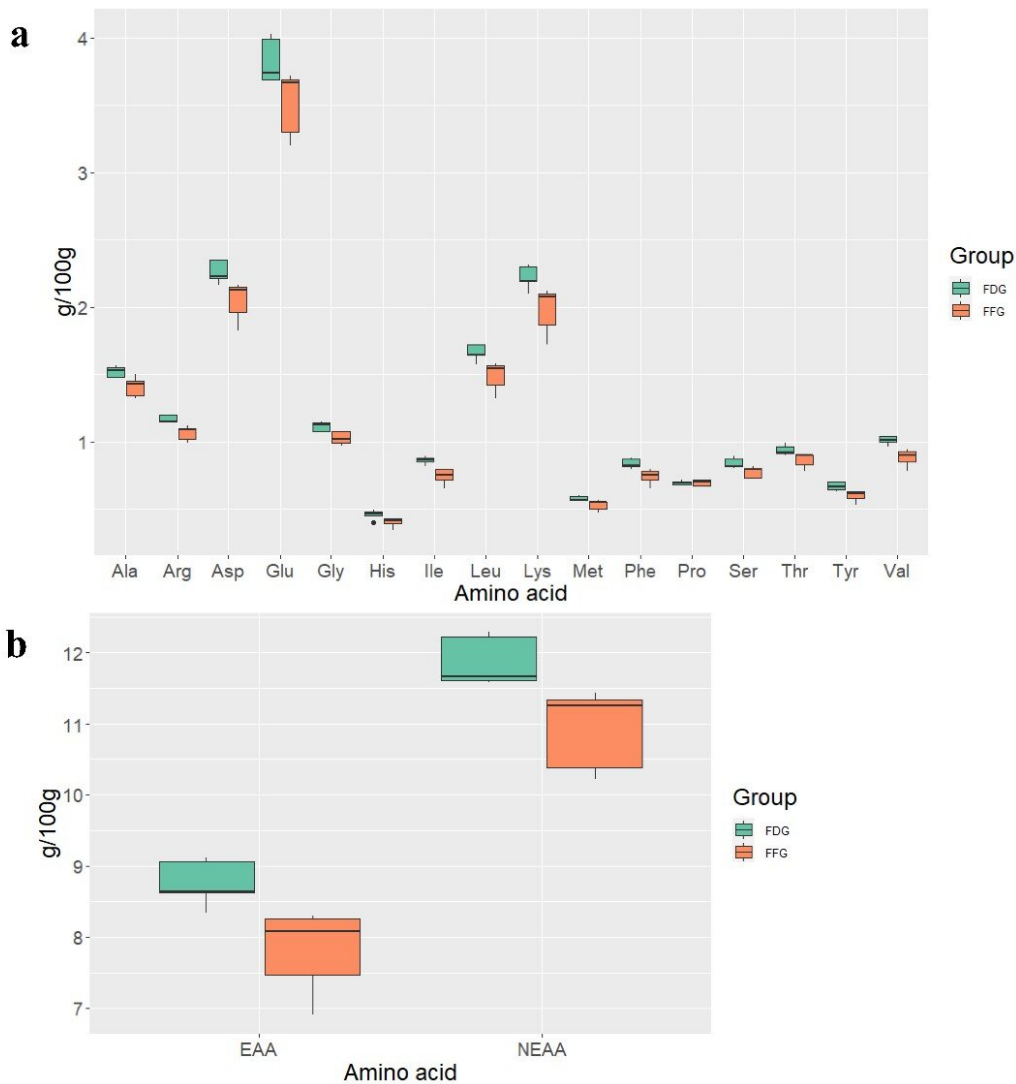 a
4
3
2
1
g/100g
Ala Arg Asp Glu Gly His Ile Leu Lys Met Phe Pro Ser Thr Tyr Val
Amino acid
Group
FDG
FFG
b
12
11
10
9
8
7
g/100g
EAA NEAA
Amino acid
Group
FDG
FFG